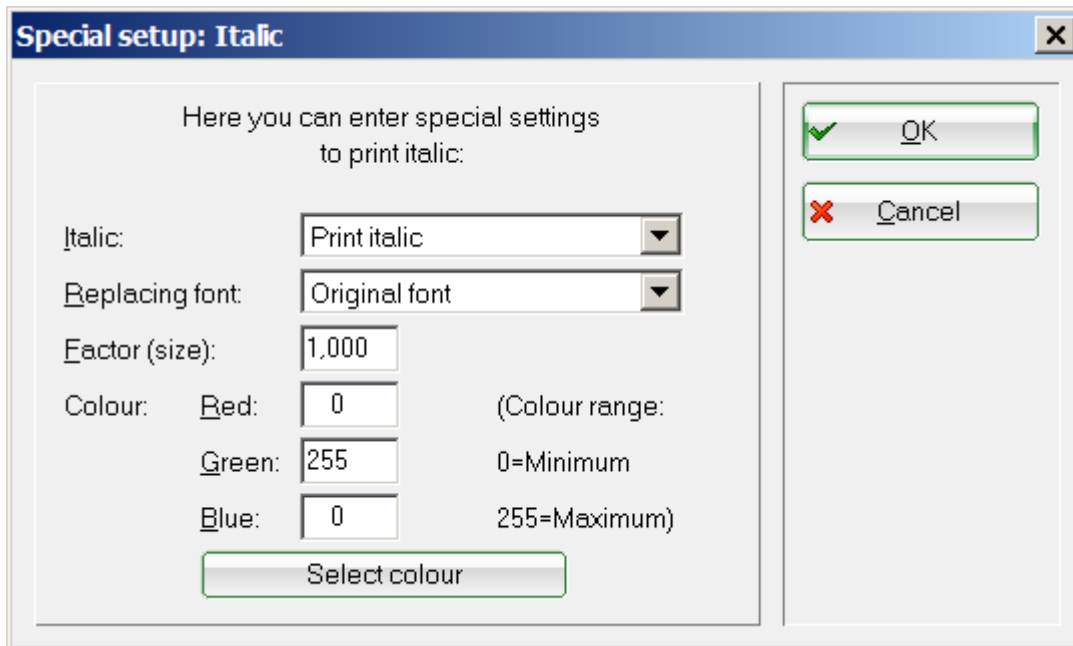 Special setup: Italic
Here you can enter special settings
to print italic:
Italic: Print italic
Replacing font: Original font
Factor (size): 1,000
Colour: Red: 0 (Colour range:
Green: 255 0=Minimum
Blue: 0 255=Maximum)
Select colour
OK
Cancel